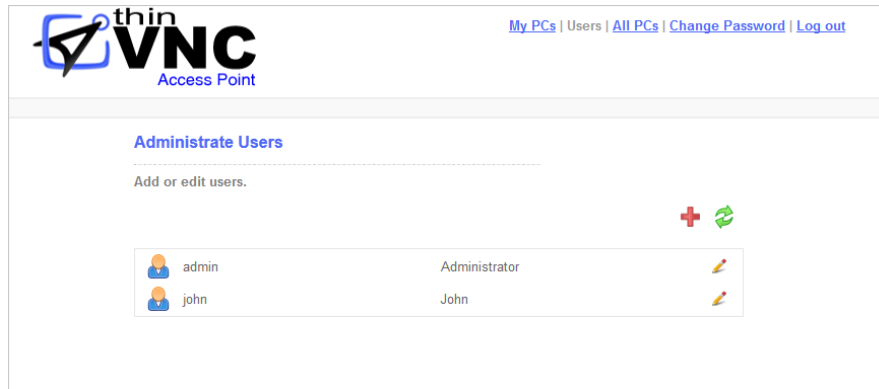 thin
VNC
Access Point
My PCs | Users | All PCs | Change Password | Log out
Administrate Users
Add or edit users.
admin Administrator
john John